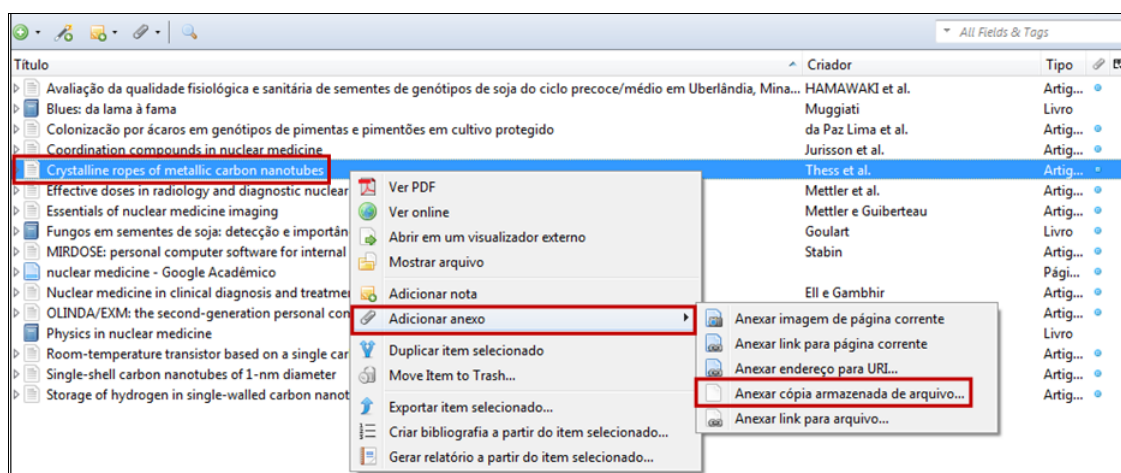 All Fields & Tags
Título Criador Tipo
Avaliação da qualidade fisiológica e sanitária de sementes de genótipos de soja do ciclo precoce/médio em Uberlândia, Mina... HAMAWAKI et al. Artig...
Blues: da lama à fama Muggiati Livro
Colonizacão por ácaros em genótipos de pimentas e pimentões em cultivo protegido da Paz Lima et al. Artig...
Coordination compounds in nuclear medicine Jurisson et al. Artig...
Crystalline ropes of metallic carbon nanotubes Thess et al. Artig...
Effective doses in radiology and diagnostic nuclear Mettler et al. Artig...
Essentials of nuclear medicine imaging Mettler e Guiberteau Artig...
Fungos em sementes de soja: detecção e importân Goulart Livro
MIRDOSE: personal computer software for internal Stabin Artig...
nuclear medicine - Google Acadêmico Pági...
Nuclear medicine in clinical diagnosis and treatme Ell e Gambhir Artig...
OLINDA/EXM: the second-generation personal con Artig...
Physics in nuclear medicine Livro
Room-temperature transistor based on a single car Artig...
Single-shell carbon nanotubes of 1-nm diameter Artig...
Storage of hydrogen in single-walled carbon nanot Artig...
Ver PDF
Ver online
Abrir em um visualizador externo
Mostrar arquivo
Adicionar nota
Adicionar anexo
Duplicar item selecionado
Move Item to Trash...
Exportar item selecionado...
Criar bibliografia a partir do item selecionado...
Gerar relatório a partir do item selecionado...
Anexar imagem de página corrente
Anexar link para página corrente
Anexar endereço para URI...
Anexar cópia armazenada de arquivo...
Anexar link para arquivo...